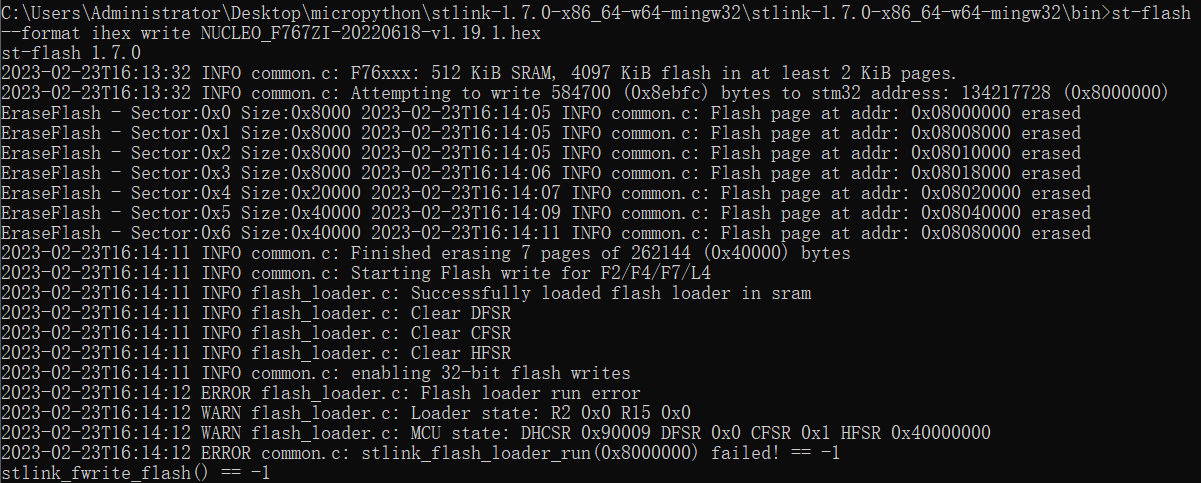 C:\Users\Administrator\Desktop\micropython\stlink-1.7.0-x86_64-w64-mingw32\stlink-1.7.0-x86_64-w64-mingw32\bin>st-flash
--format ihex write NUCLEO_F767ZI-20220618-v1.19.1.hex
st-flash 1.7.0
2023-02-23T16:13:32 INFO common.c: F76xxx: 512 KiB SRAM, 4097 KiB flash in at least 2 KiB pages.
2023-02-23T16:13:32 INFO common.c: Attempting to write 584700 (0x8ebfc) bytes to stm32 address: 134217728 (0x8000000)
EraseFlash - Sector:0x0 Size:0x8000 2023-02-23T16:14:05 INFO common.c: Flash page at addr: 0x08000000 erased
EraseFlash - Sector:0x1 Size:0x8000 2023-02-23T16:14:05 INFO common.c: Flash page at addr: 0x08008000 erased
EraseFlash - Sector:0x2 Size:0x8000 2023-02-23T16:14:05 INFO common.c: Flash page at addr: 0x08010000 erased
EraseFlash - Sector:0x3 Size:0x8000 2023-02-23T16:14:06 INFO common.c: Flash page at addr: 0x08018000 erased
EraseFlash - Sector:0x4 Size:0x20000 2023-02-23T16:14:07 INFO common.c: Flash page at addr: 0x08020000 erased
EraseFlash - Sector:0x5 Size:0x40000 2023-02-23T16:14:09 INFO common.c: Flash page at addr: 0x08040000 erased
EraseFlash - Sector:0x6 Size:0x40000 2023-02-23T16:14:11 INFO common.c: Flash page at addr: 0x08080000 erased
2023-02-23T16:14:11 INFO common.c: Finished erasing 7 pages of 262144 (0x40000) bytes
2023-02-23T16:14:11 INFO common.c: Starting Flash write for F2/F4/F7/L4
2023-02-23T16:14:11 INFO flash_loader.c: Successfully loaded flash loader in sram
2023-02-23T16:14:11 INFO flash_loader.c: Clear DFSR
2023-02-23T16:14:11 INFO flash_loader.c: Clear CFSR
2023-02-23T16:14:11 INFO flash_loader.c: Clear HFSR
2023-02-23T16:14:11 INFO common.c: enabling 32-bit flash writes
2023-02-23T16:14:12 ERROR flash_loader.c: Flash loader run error
2023-02-23T16:14:12 WARN flash_loader.c: Loader state: R2 0x0 R15 0x0
2023-02-23T16:14:12 WARN flash_loader.c: MCU state: DHCSR 0x90009 DFSR 0x0 CFSR 0x1 HFSR 0x40000000
2023-02-23T16:14:12 ERROR common.c: stlink_flash_loader_run(0x8000000) failed! == -1
stlink_fwrite_flash() == -1